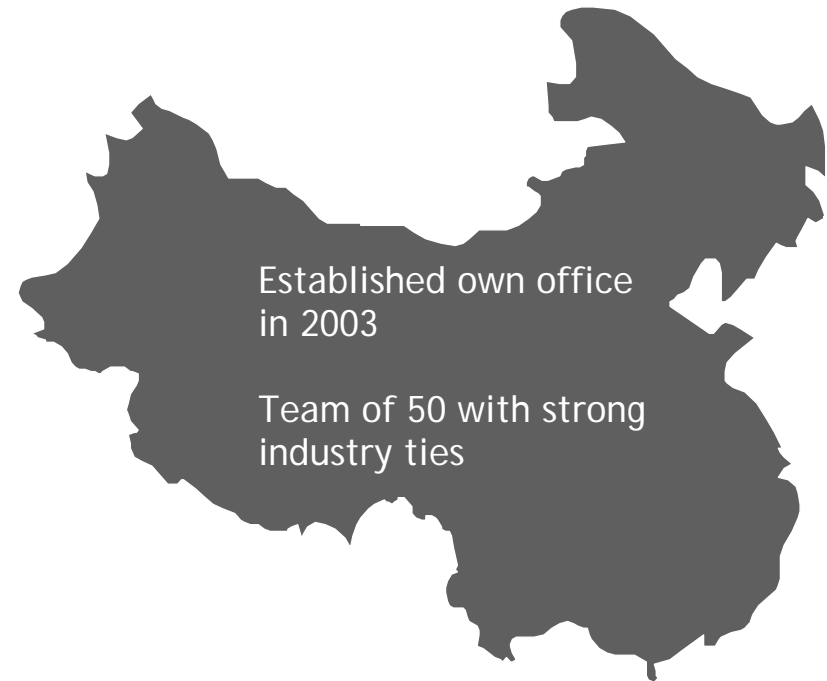 Established own office
in 2003
Team of 50 with strong
industry ties